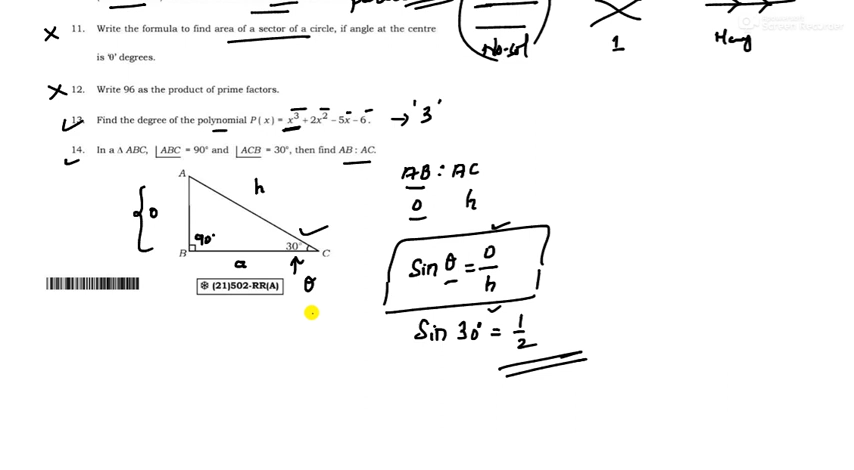 No-sol
1
Many
11. Write the formula to find area of a sector of a circle, if angle at the centre
is 'θ' degrees.
12. Write 96 as the product of prime factors.
13. Find the degree of the polynomial P ( x ) = x³ + 2x² – 5x – 6 . → '3'
14. In a Δ ABC, ∠ABC = 90° and ∠ACB = 30°, then find AB : AC.
AB : AC
O h
A
h
O
90°
30°
B
C
a
θ
Sin θ = O/h
Sin 30° = 1/2
(21)502-RR(A)